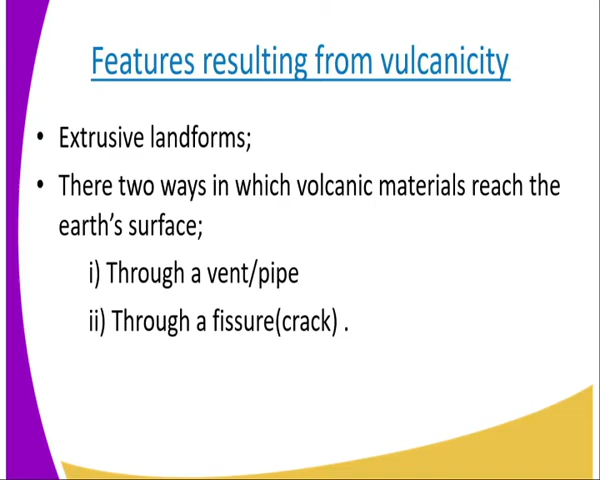 Features resulting from vulcanicity
• Extrusive landforms;
• There two ways in which volcanic materials reach the
earth's surface;
i) Through a vent/pipe
ii) Through a fissure(crack) .